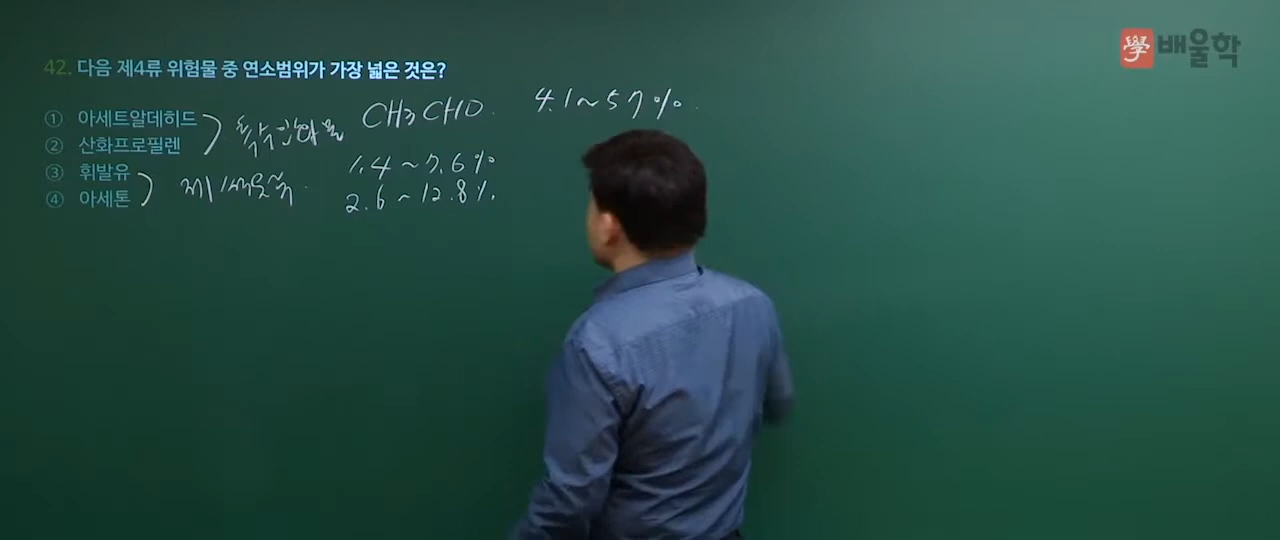 學 배울학
42. 다음 제4류 위험물 중 연소범위가 가장 넓은 것은?
① 아세트알데히드
② 산화프로필렌
특수인화물
CH3CHO. 4.1~57%.
③ 휘발유
④ 아세톤
제1석유류.
1.4~7.6%
2.6~12.8%